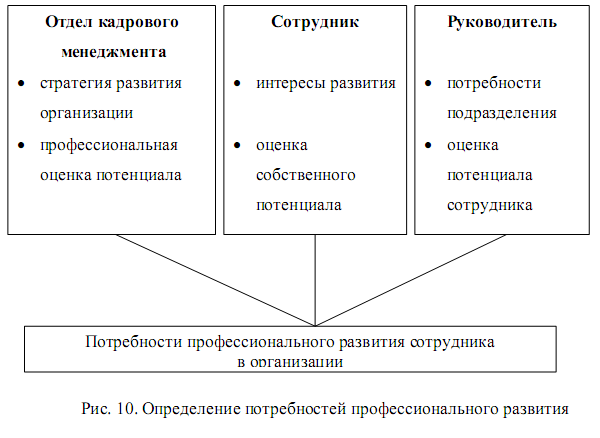 Отдел кадрового
менеджмента
• стратегия развития
организации
• профессиональная
оценка потенциала
Сотрудник
• интересы развития
• оценка
собственного
потенциала
Руководитель
• потребности
подразделения
• оценка
потенциала
сотрудника
Потребности профессионального развития сотрудника
в организации
Рис. 10. Определение потребностей профессионального развития